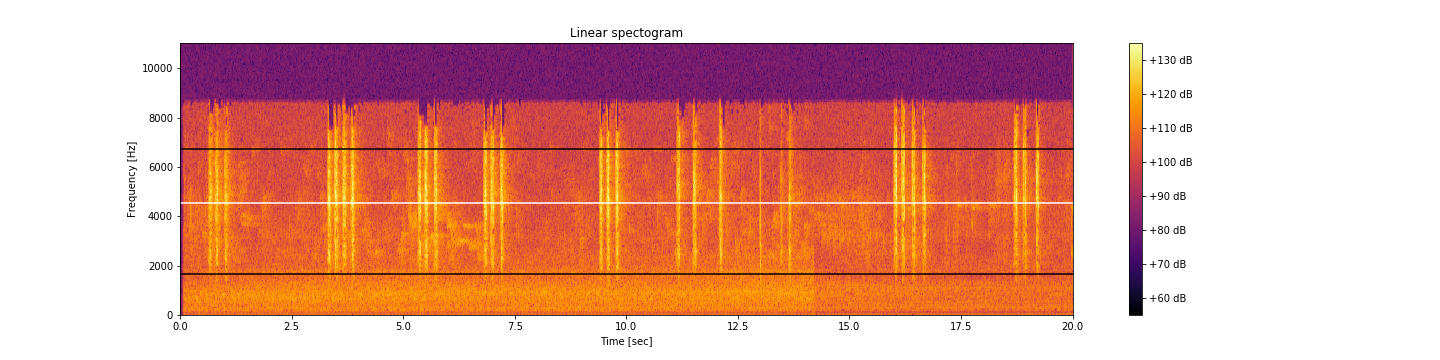 Linear spectogram
Frequency [Hz]
10000
8000
6000
4000
2000
0
0.0 2.5 5.0 7.5 10.0 12.5 15.0 17.5 20.0
Time [sec]
+130 dB
+120 dB
+110 dB
+100 dB
+90 dB
+80 dB
+70 dB
+60 dB